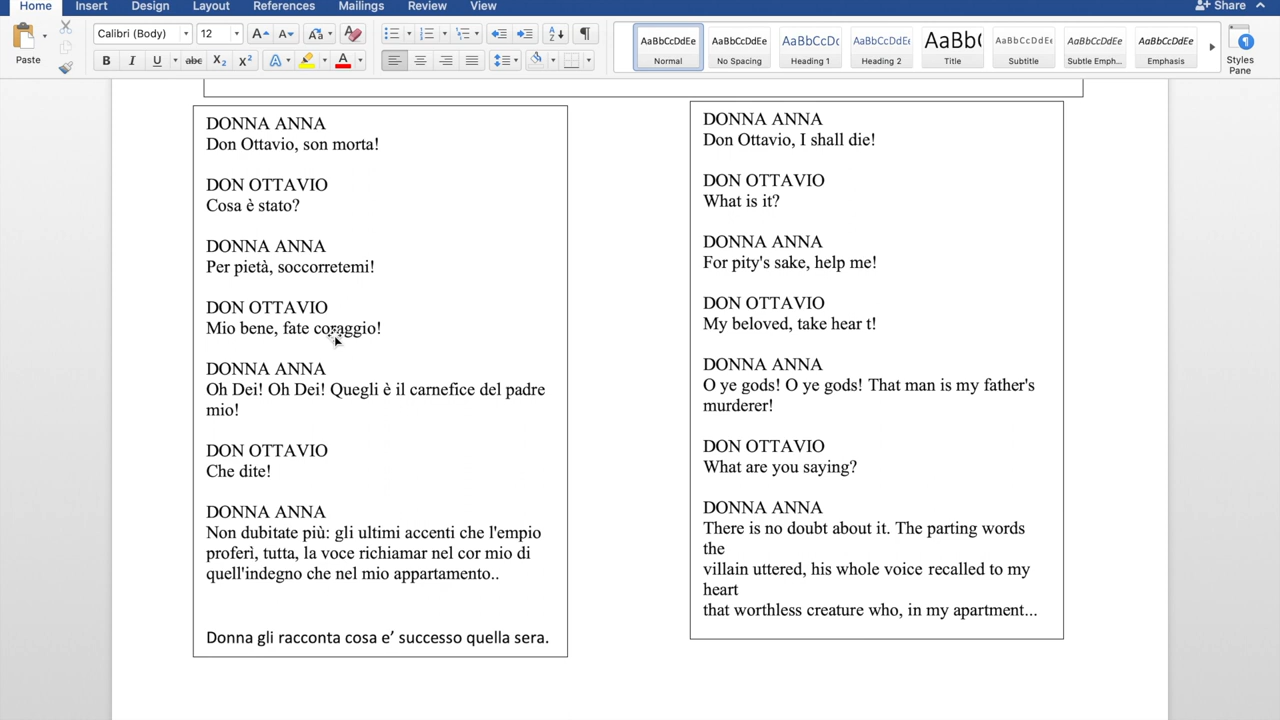 Home Insert Design Layout References Mailings Review View Share
Paste
Calibri (Body) 12
AaBbCcDdEe AaBbCcDdEe AaBbCcDc AaBbCcDdEe AaBb( AaBbCcDdEe AaBbCcDdEe AaBbCcDdEe
Normal No Spacing Heading 1 Heading 2 Title Subtitle Subtle Emph... Emphasis
Styles
Pane
DONNA ANNA
Don Ottavio, son morta!
DON OTTAVIO
Cosa è stato?
DONNA ANNA
Per pietà, soccorretemi!
DON OTTAVIO
Mio bene, fate coraggio!
DONNA ANNA
Oh Dei! Oh Dei! Quegli è il carnefice del padre
mio!
DON OTTAVIO
Che dite!
DONNA ANNA
Non dubitate più: gli ultimi accenti che l'empio
proferì, tutta, la voce richiamar nel cor mio di
quell'indegno che nel mio appartamento..
Donna gli racconta cosa e’ successo quella sera.
DONNA ANNA
Don Ottavio, I shall die!
DON OTTAVIO
What is it?
DONNA ANNA
For pity's sake, help me!
DON OTTAVIO
My beloved, take hear t!
DONNA ANNA
O ye gods! O ye gods! That man is my father's
murderer!
DON OTTAVIO
What are you saying?
DONNA ANNA
There is no doubt about it. The parting words
the
villain uttered, his whole voice recalled to my
heart
that worthless creature who, in my apartment...